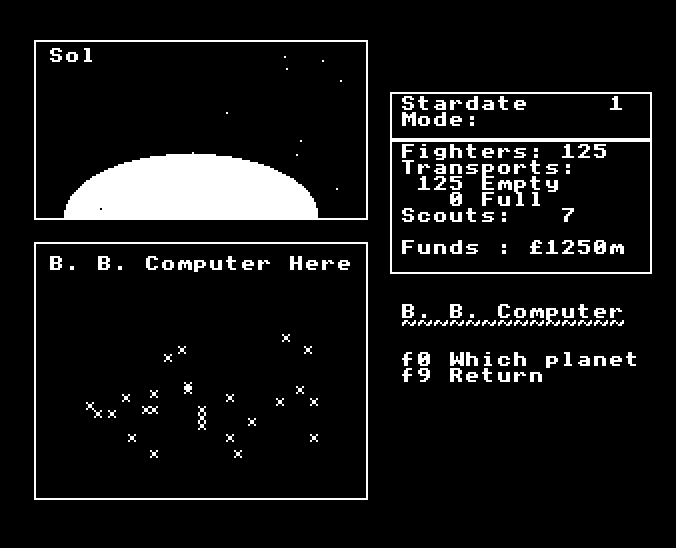 Sol
Stardate 1
Mode:
Fighters: 125
Transports:
125 Empty
0 Full
Scouts: 7
Funds : £1250m
B. B. Computer Here
B. B. Computer
~~~~~~~~~~~~~~
f0 Which planet
f9 Return